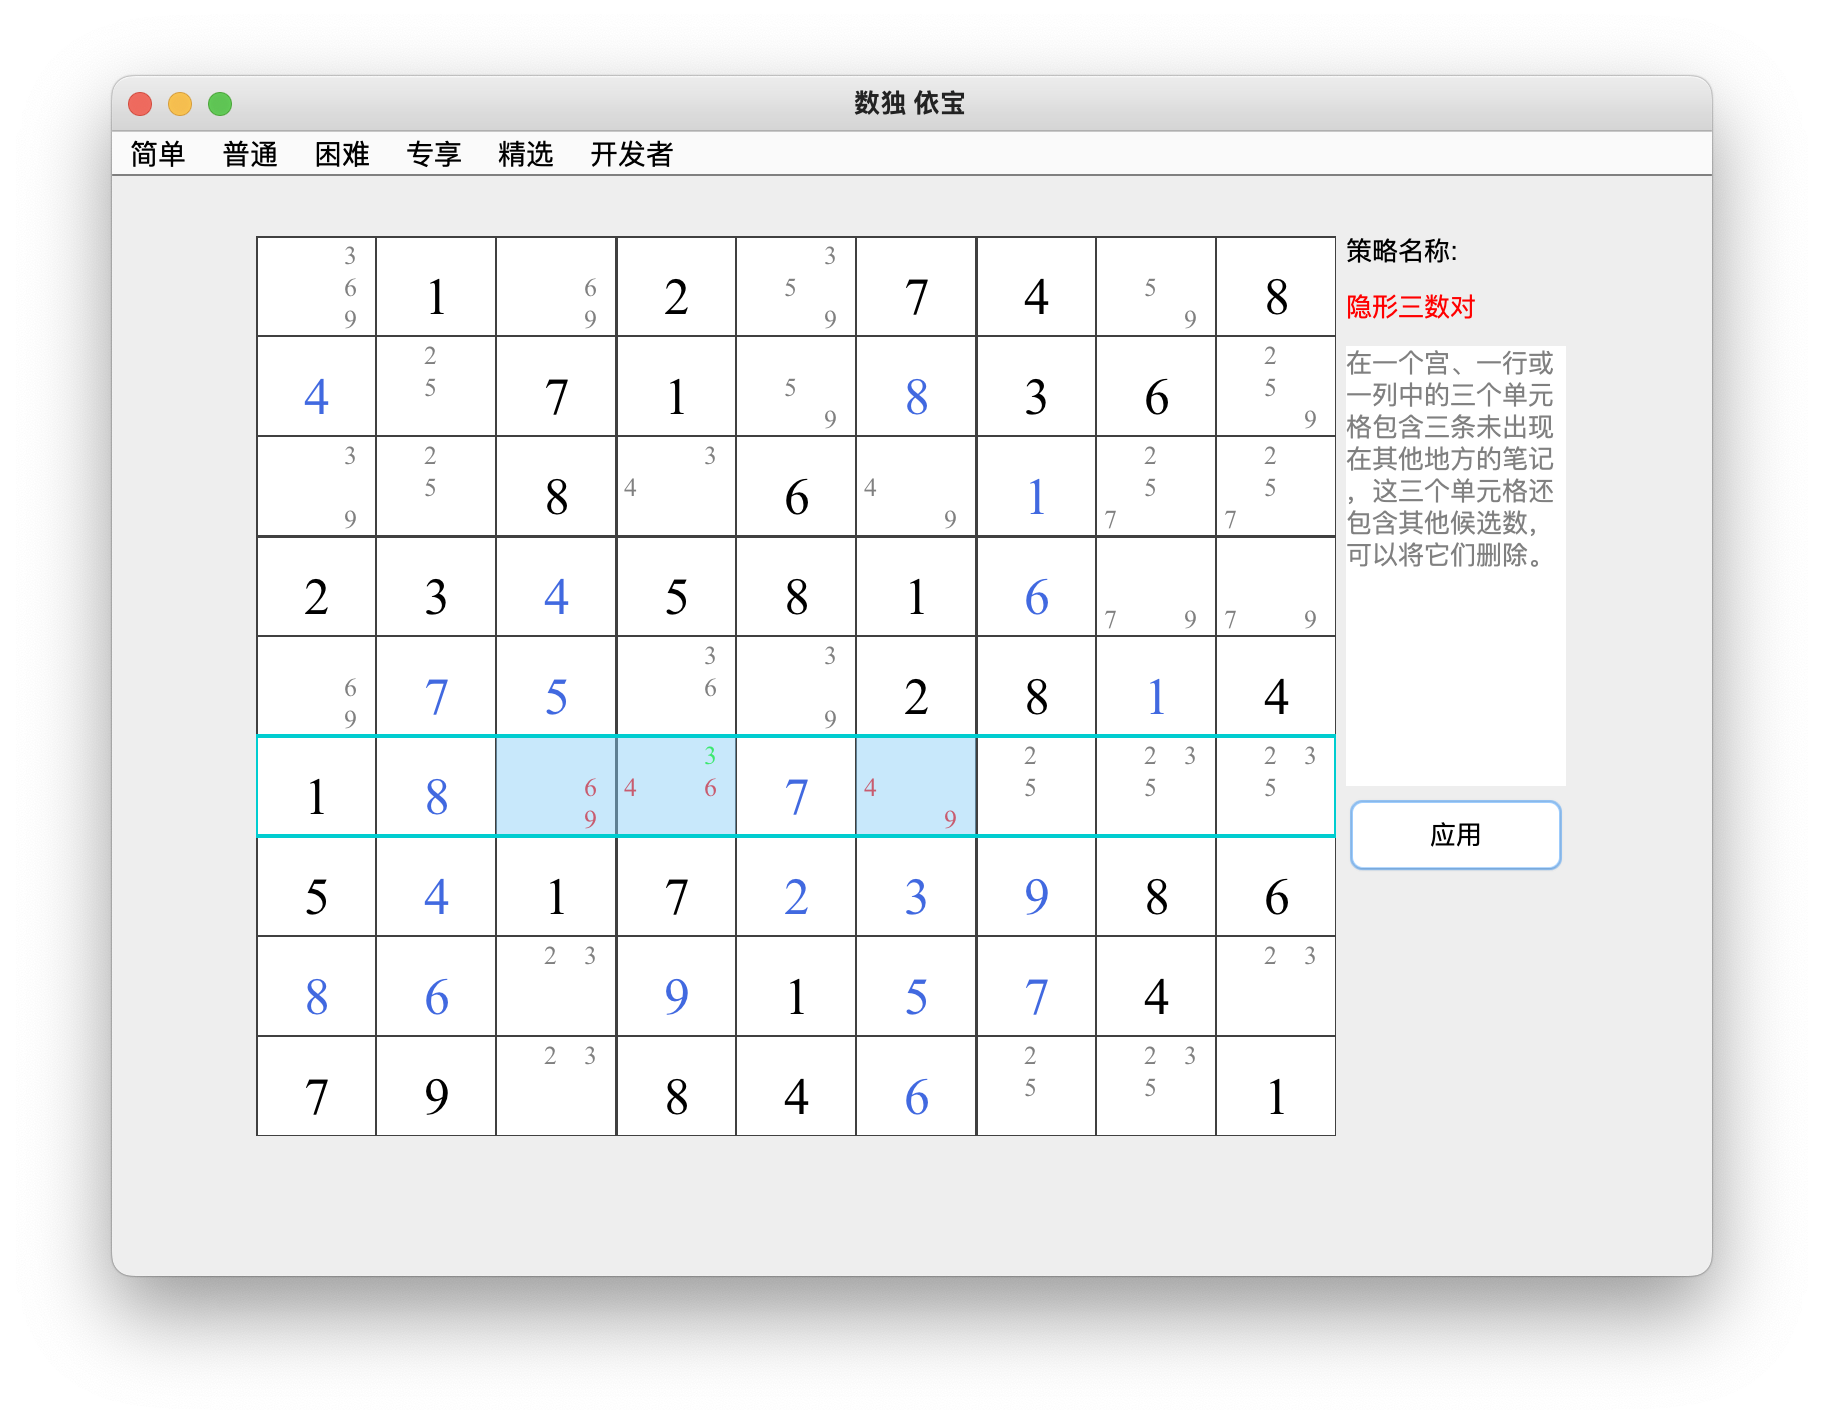 数独 依宝
简单 普通 困难 专享 精选 开发者
策略名称:
隐形三数对
在一个宫、一行或
一列中的三个单元
格包含三条未出现
在其他地方的笔记
，这三个单元格还
包含其他候选数，
可以将它们删除。
应用
3 3
6 1 6 2 5 7 4 5 8
9 9 9 9
2 2
4 5 7 1 5 8 3 6 5
9 9
3 2 3 2 2
5 8 4 6 4 1 5 5
9 9 7 7
2 3 4 5 8 1 6
7 9 7 9
3 3
6 7 5 6 2 8 1 4
9 9
3 2 2 3 2 3
1 8 6 4 6 7 4 5 5 5
9 9
5 4 1 7 2 3 9 8 6
2 3 2 3
8 6 9 1 5 7 4
2 3 2 2 3
7 9 8 4 6 5 5 1